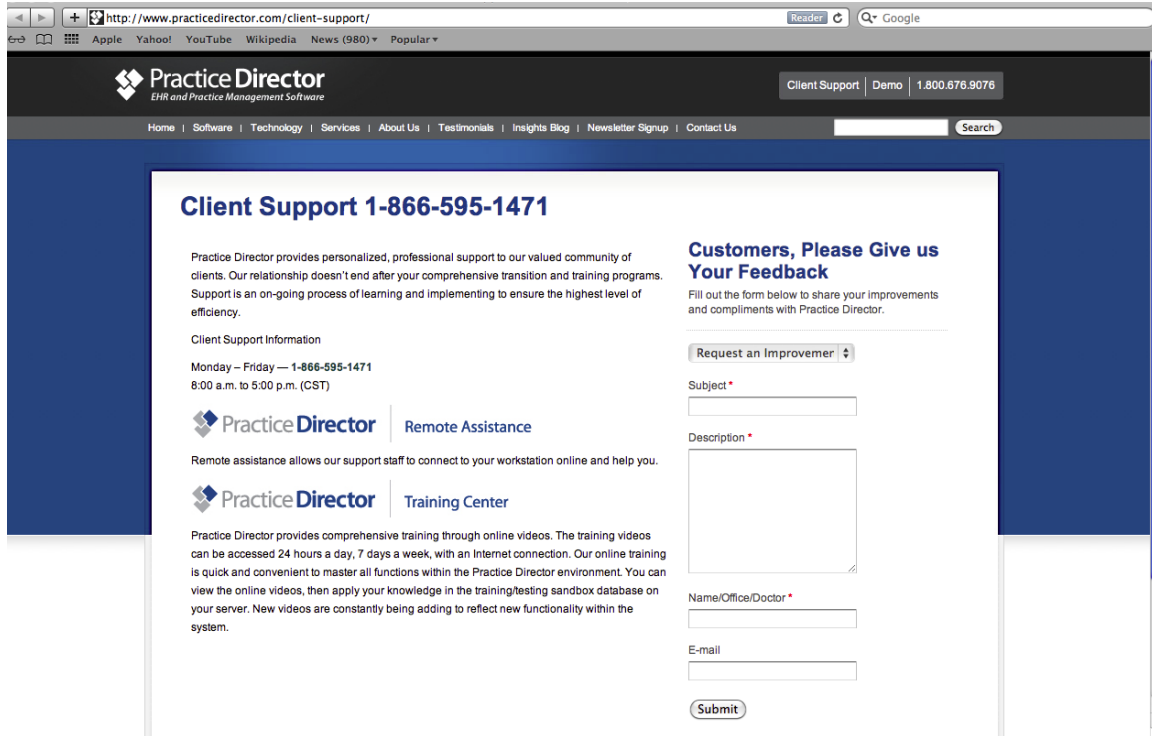 http://www.practicedirector.com/client-support/
Reader
Google
Apple Yahoo! YouTube Wikipedia News (980) Popular
Practice Director
EHR and Practice Management Software
Client Support | Demo | 1.800.676.9076
Home | Software | Technology | Services | About Us | Testimonials | Insights Blog | Newsletter Signup | Contact Us
Search
Client Support 1-866-595-1471
Practice Director provides personalized, professional support to our valued community of
clients. Our relationship doesn't end after your comprehensive transition and training programs.
Support is an on-going process of learning and implementing to ensure the highest level of
efficiency.
Client Support Information
Monday – Friday — 1-866-595-1471
8:00 a.m. to 5:00 p.m. (CST)
Practice Director | Remote Assistance
Remote assistance allows our support staff to connect to your workstation online and help you.
Practice Director | Training Center
Practice Director provides comprehensive training through online videos. The training videos
can be accessed 24 hours a day, 7 days a week, with an Internet connection. Our online training
is quick and convenient to master all functions within the Practice Director environment. You can
view the online videos, then apply your knowledge in the training/testing sandbox database on
your server. New videos are constantly being adding to reflect new functionality within the
system.
Customers, Please Give us
Your Feedback
Fill out the form below to share your improvements
and compliments with Practice Director.
Request an Improvemer
Subject *
Description *
Name/Office/Doctor *
E-mail
Submit